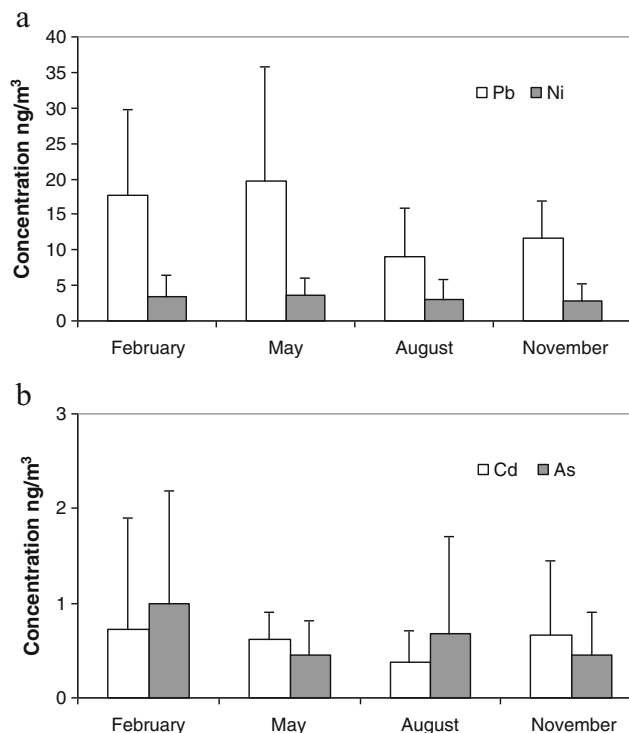 a
Concentration ng/m³
40
35
30
25
20
15
10
5
0
Pb Ni
February May August November
b
Concentration ng/m³
3
2
1
0
Cd As
February May August November